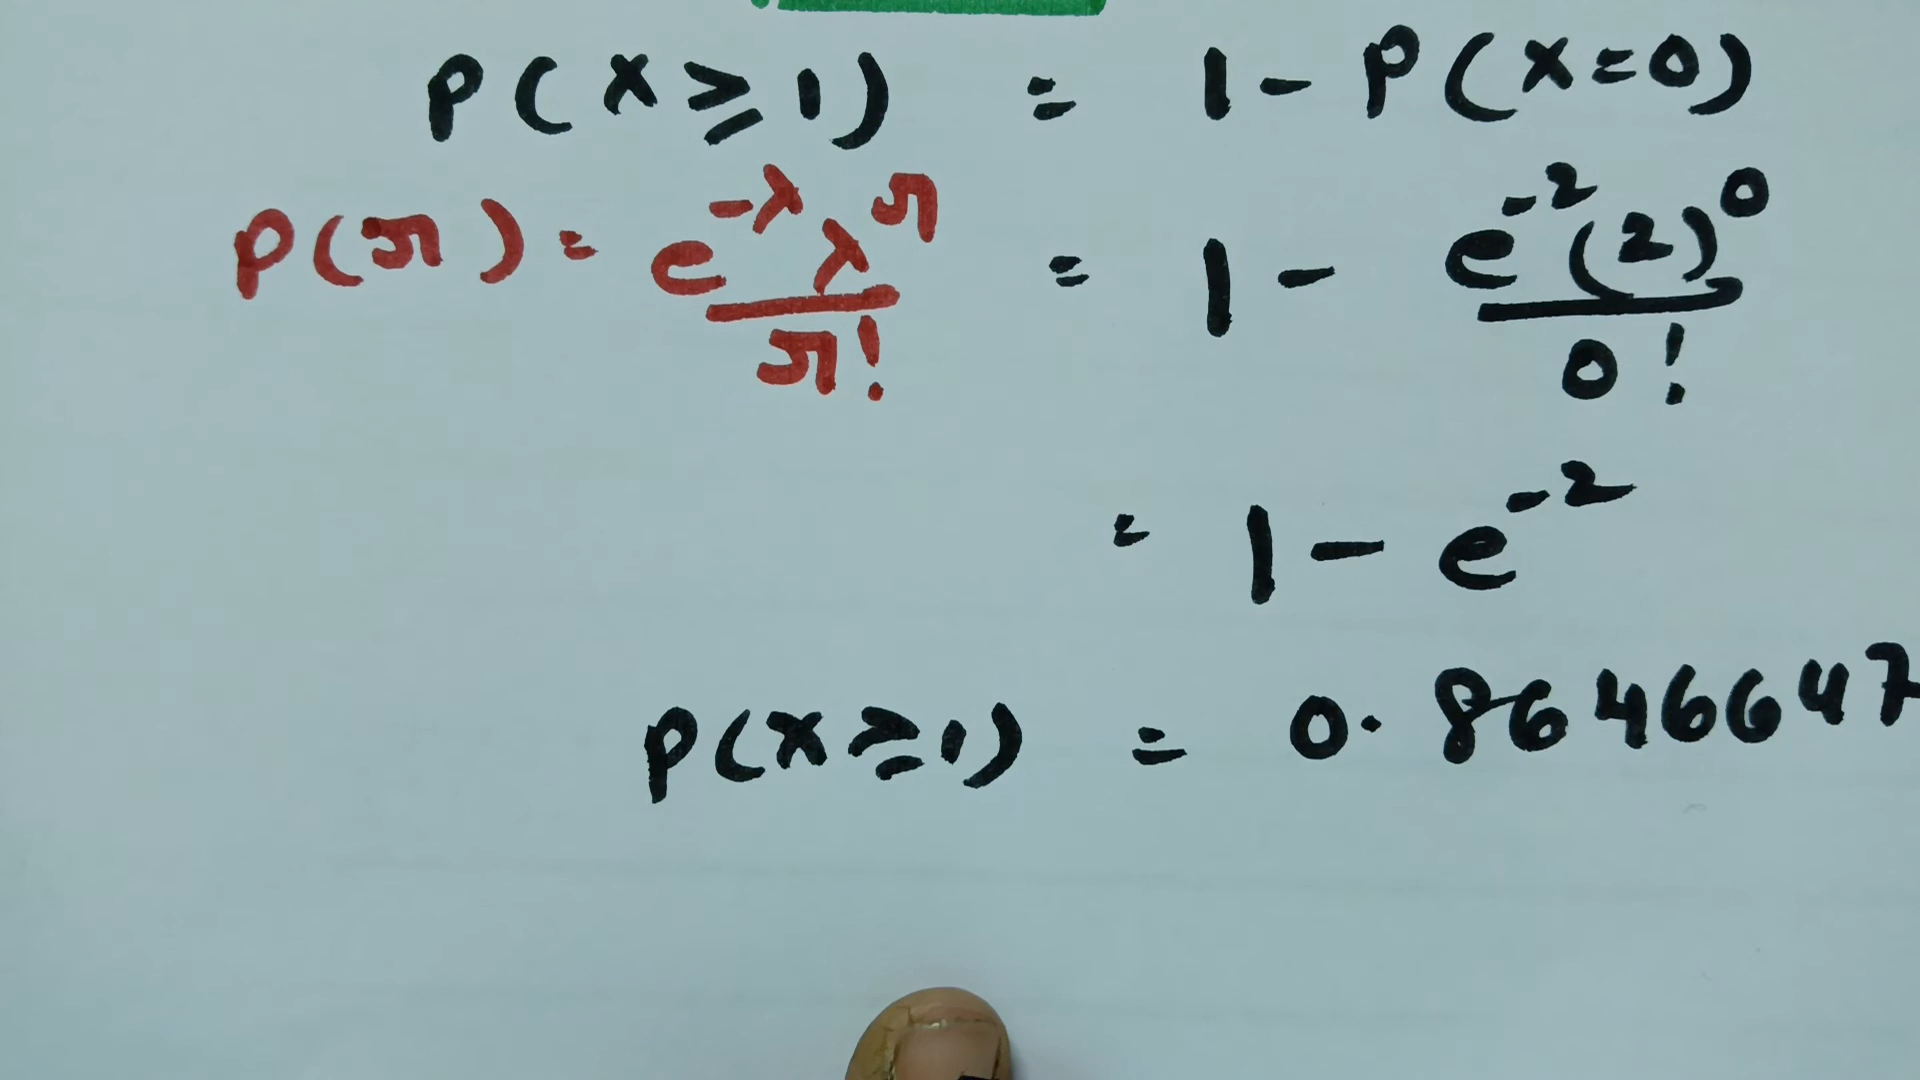 P(X ≥ 1) = 1 - P(X=0)
P(r) = e^-λ λ^r / r! = 1 - e^-2 (2)^0 / 0!
= 1 - e^-2
P(X ≥ 1) = 0.8646647